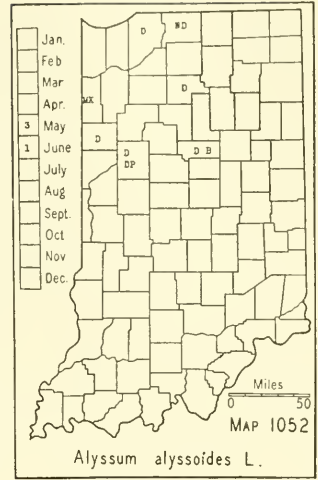 Jan.
Feb
Mar
Apr.
3 May
1 June
July
Aug
Sept.
Oct
Nov
Dec.
D ND
D
MX
D
D D B
DP
Miles
0 50
MAP 1052
Alyssum alyssoides L.